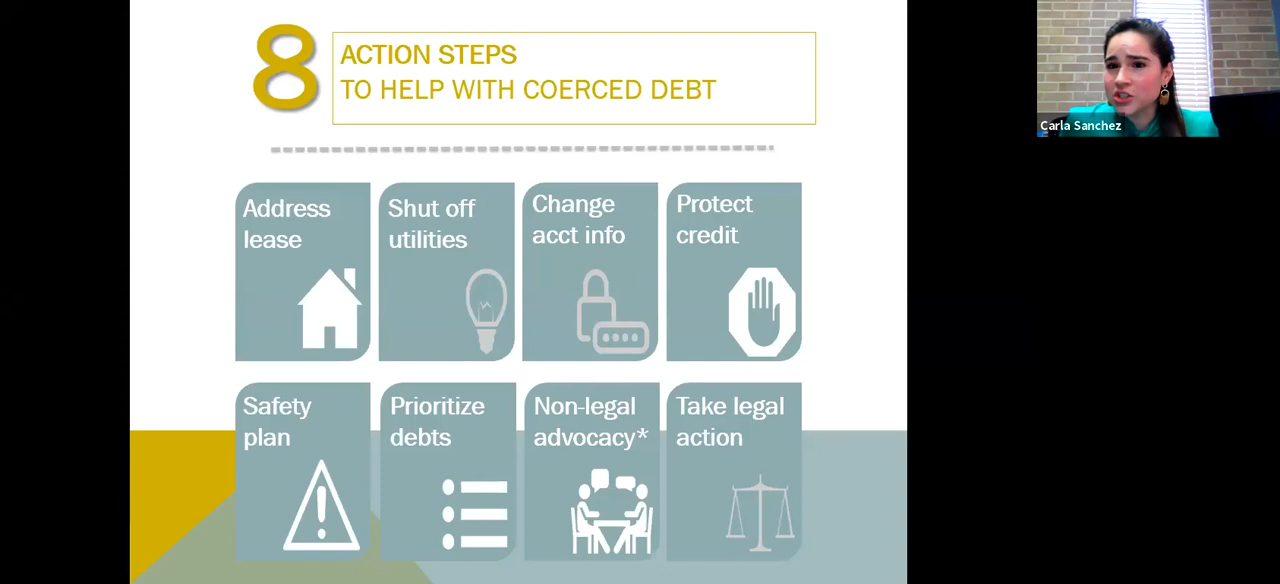 8
ACTION STEPS
TO HELP WITH COERCED DEBT
Address
lease
Shut off
utilities
Change
acct info
Protect
credit
Safety
plan
Prioritize
debts
Non-legal
advocacy*
Take legal
action
Carla Sanchez